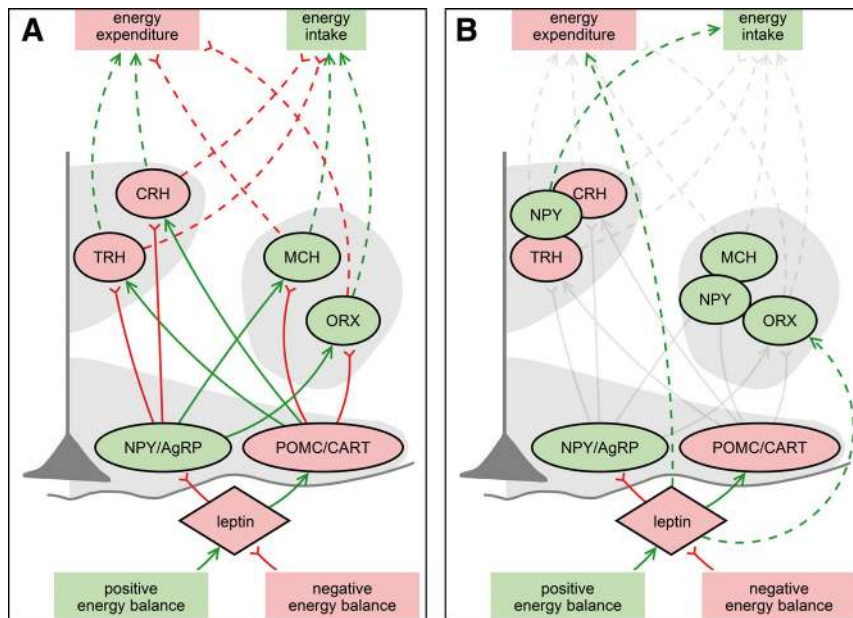 A
energy
expenditure
energy
intake
CRH
TRH
MCH
ORX
NPY/AgRP
POMC/CART
leptin
positive
energy balance
negative
energy balance
B
energy
expenditure
energy
intake
CRH
NPY
TRH
MCH
NPY
ORX
NPY/AgRP
POMC/CART
leptin
positive
energy balance
negative
energy balance